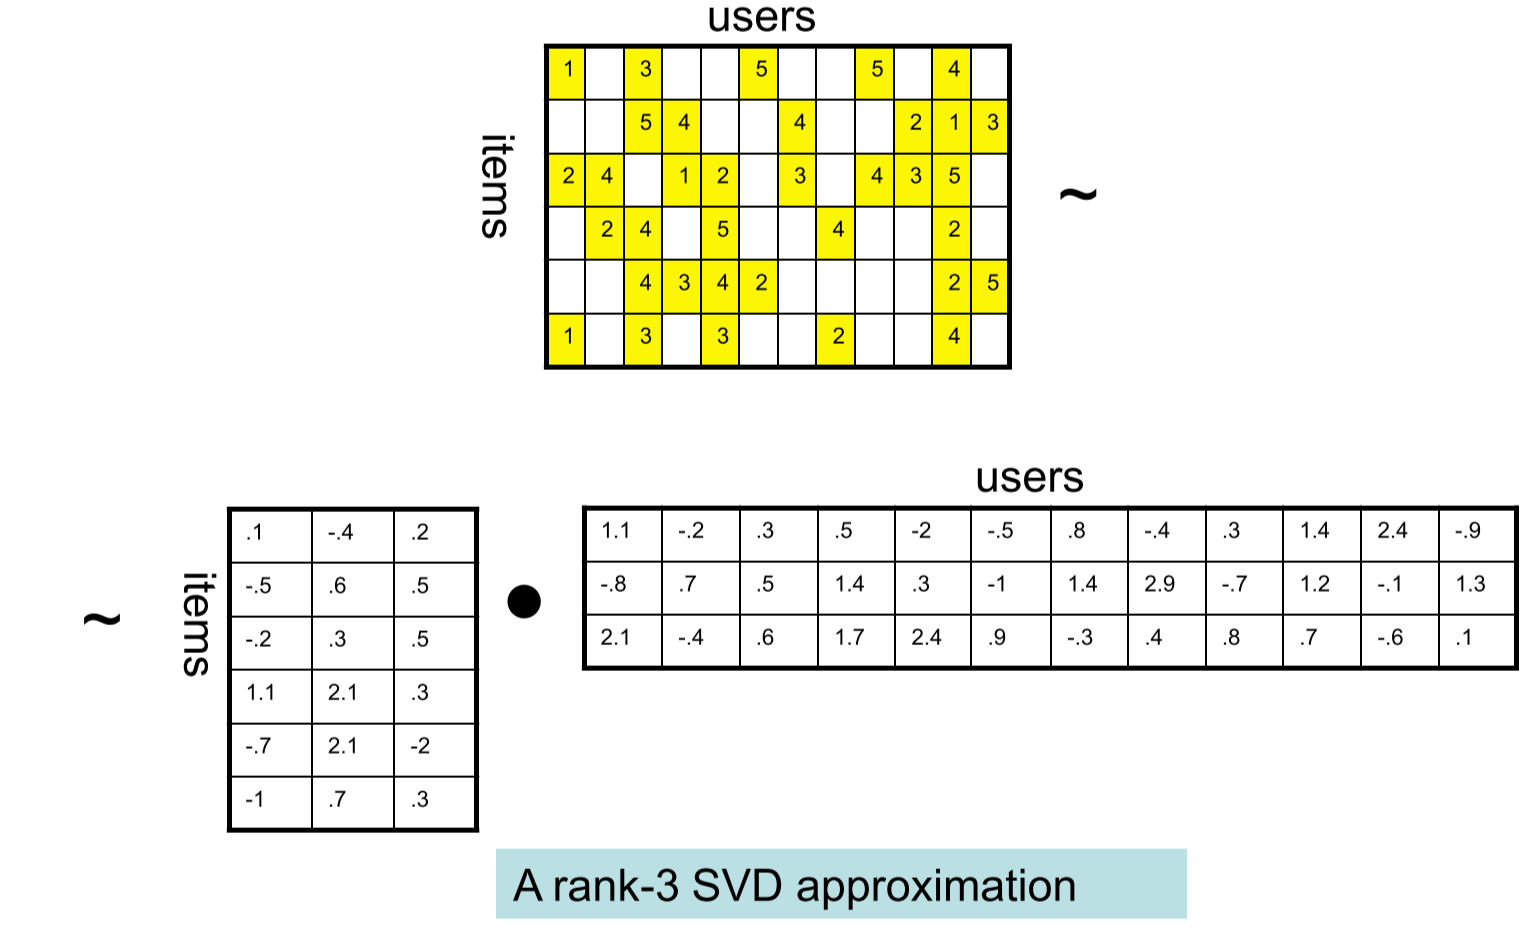 users
1 3 5 5 4
items
5 4 4 2 1 3
2 4 1 2 3 4 3 5
~
2 4 5 4 2
4 3 4 2 2 5
1 3 3 2 4
users
~
items
.1 -.4 .2
-.5 .6 .5
-.2 .3 .5
1.1 2.1 .3
-.7 2.1 -2
-1 .7 .3
●
1.1 -.2 .3 .5 -2 -.5 .8 -.4 .3 1.4 2.4 -.9
-.8 .7 .5 1.4 .3 -1 1.4 2.9 -.7 1.2 -.1 1.3
2.1 -.4 .6 1.7 2.4 .9 -.3 .4 .8 .7 -.6 .1
A rank-3 SVD approximation